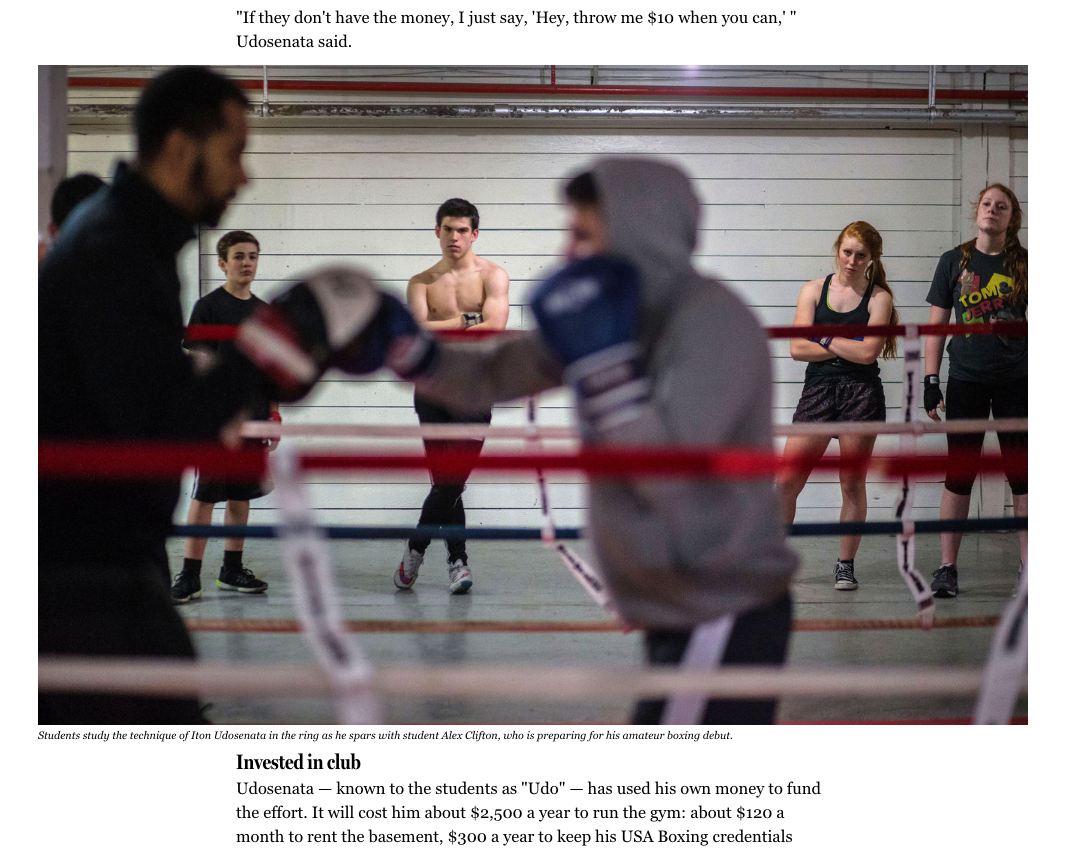 "If they don't have the money, I just say, 'Hey, throw me $10 when you can,' "
Udosenata said.
TOM &
JERR
Students study the technique of Iton Udosenata in the ring as he spars with student Alex Clifton, who is preparing for his amateur boxing debut.
Invested in club
Udosenata — known to the students as "Udo" — has used his own money to fund
the effort. It will cost him about $2,500 a year to run the gym: about $120 a
month to rent the basement, $300 a year to keep his USA Boxing credentials